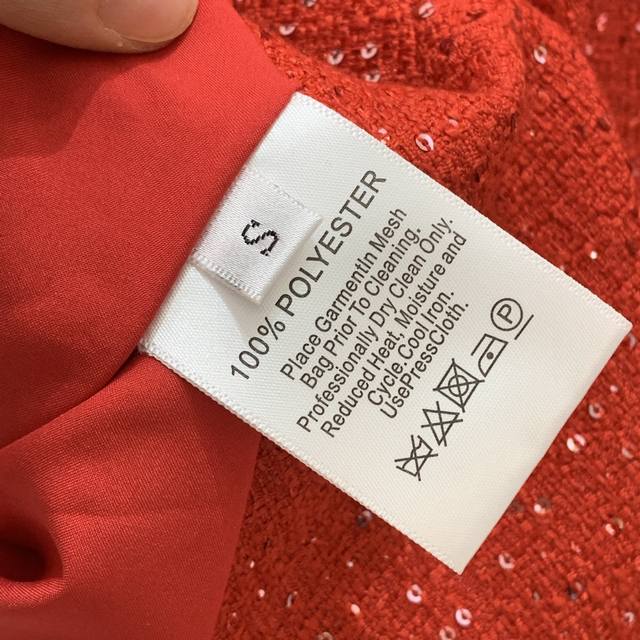 S
100% POLYESTER
Place GarmentIn Mesh
Bag Prior To Cleaning.
Professionally Dry Clean Only.
Reduced Heat, Moisture and
Cycle.Cool Iron.
UsePressCloth.
P